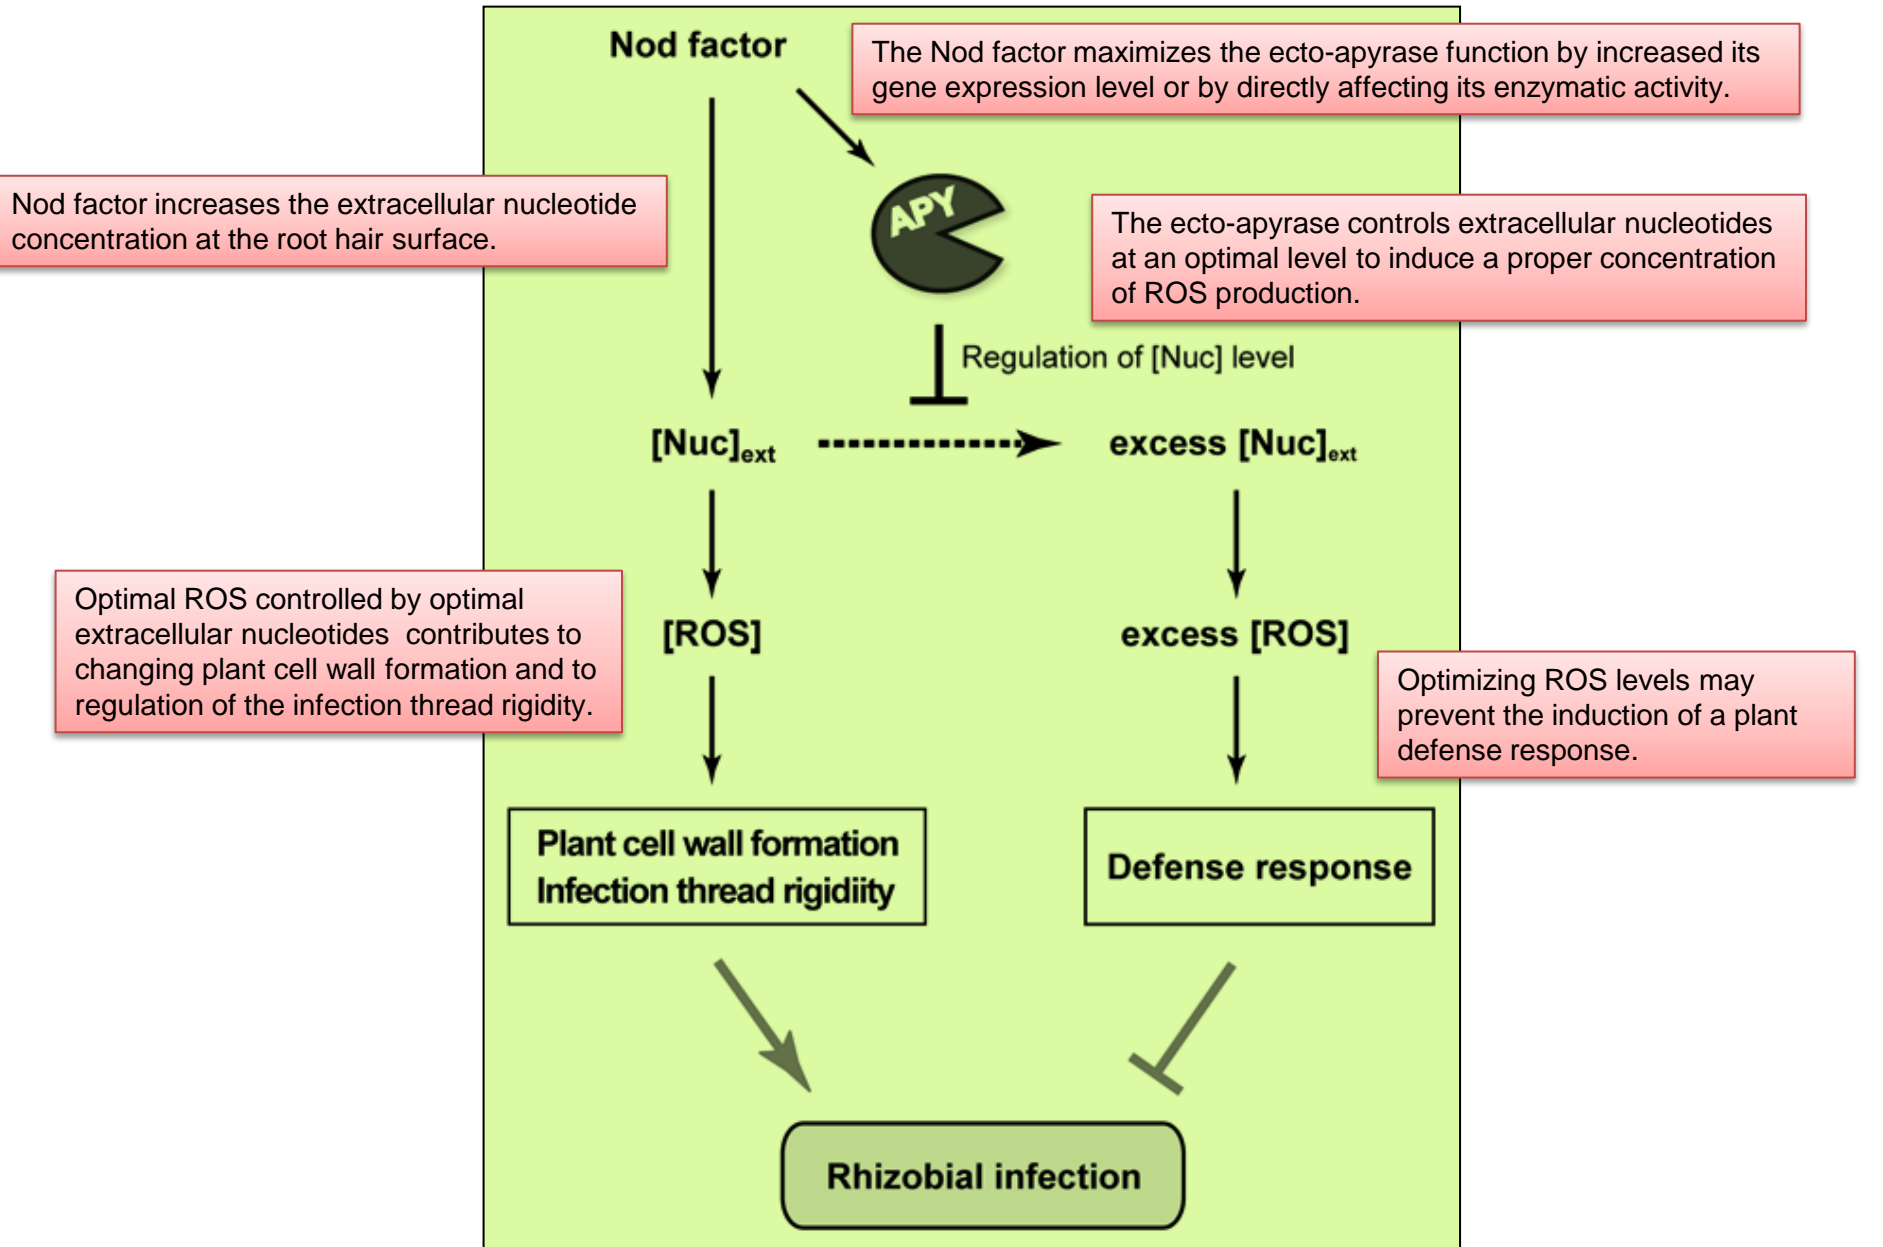 Nod factor
The Nod factor maximizes the ecto-apyrase function by increased its
gene expression level or by directly affecting its enzymatic activity.
Nod factor increases the extracellular nucleotide
concentration at the root hair surface.
APY
The ecto-apyrase controls extracellular nucleotides
at an optimal level to induce a proper concentration
of ROS production.
Regulation of [Nuc] level
[Nuc]ext
excess [Nuc]ext
Optimal ROS controlled by optimal
extracellular nucleotides contributes to
changing plant cell wall formation and to
regulation of the infection thread rigidity.
[ROS]
excess [ROS]
Optimizing ROS levels may
prevent the induction of a plant
defense response.
Plant cell wall formation
Infection thread rigidiity
Defense response
Rhizobial infection